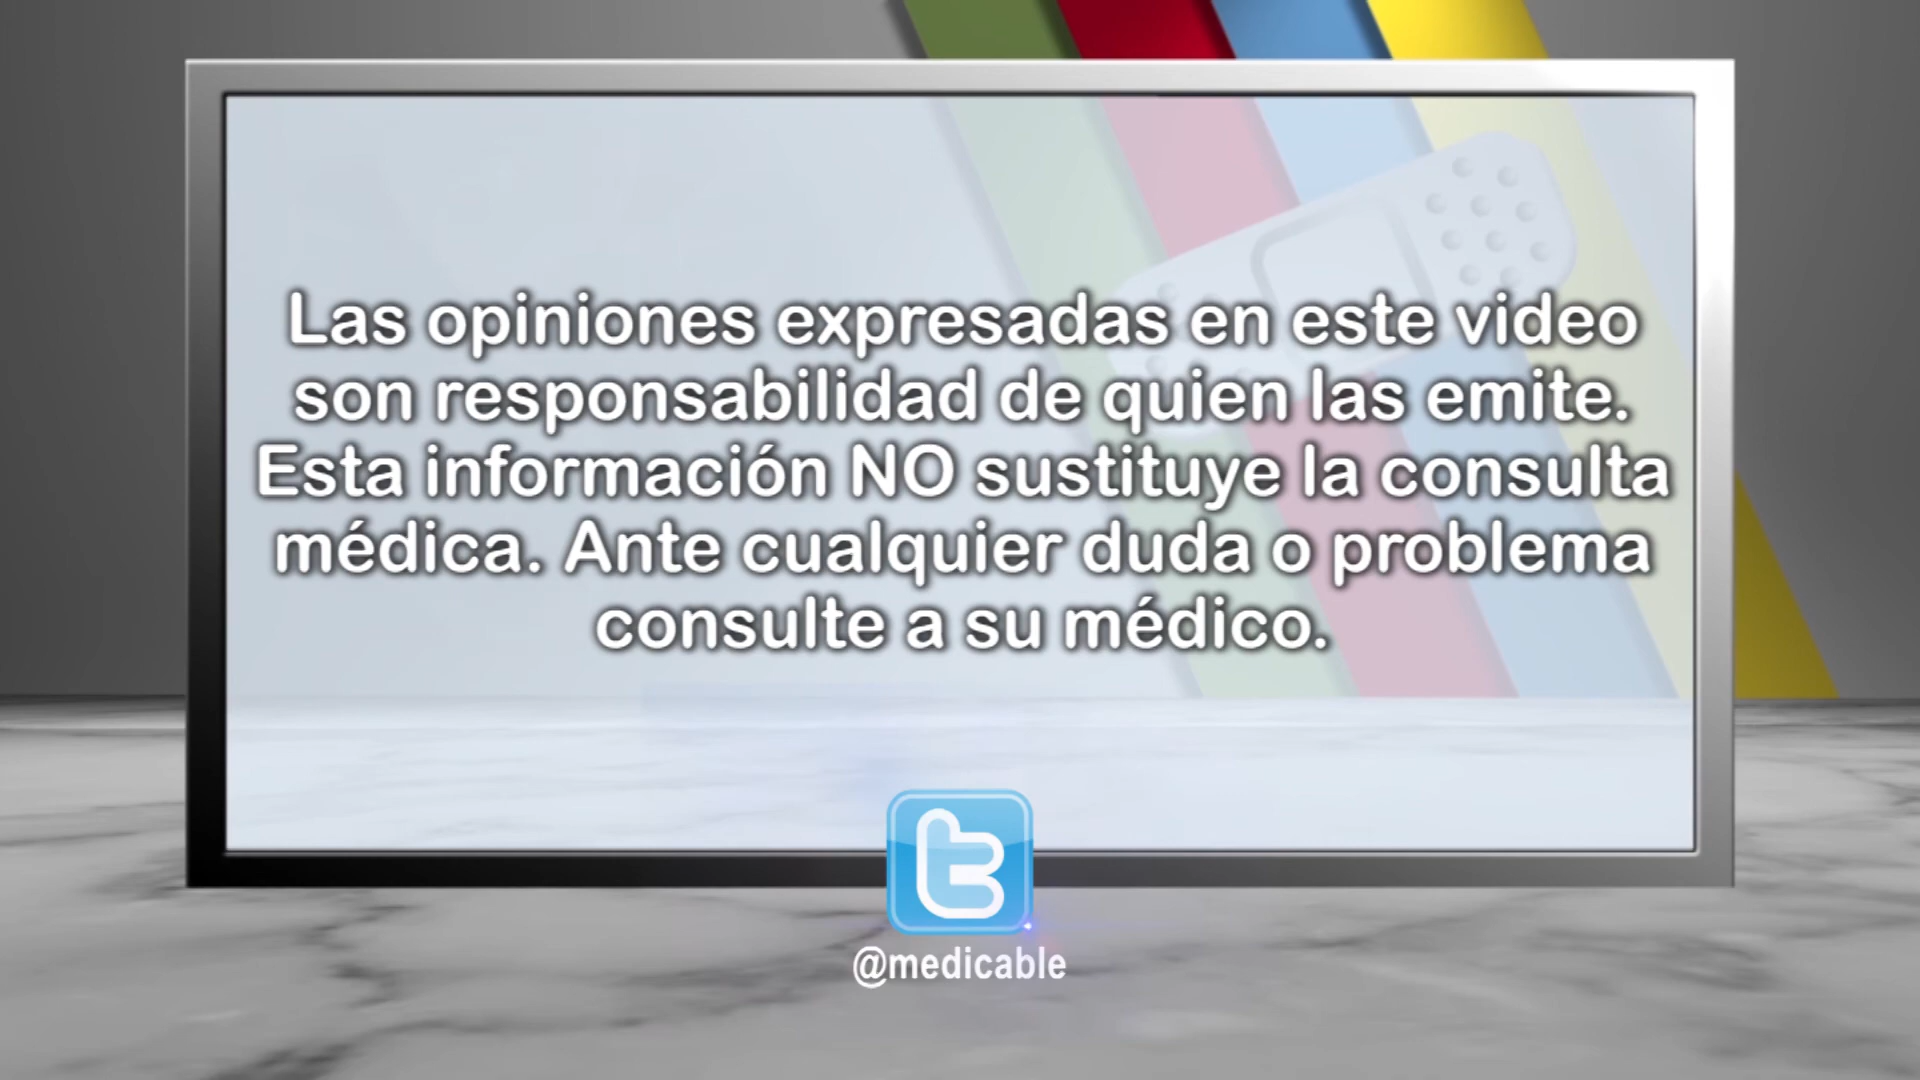 Las opiniones expresadas en este video
son responsabilidad de quien las emite.
Esta información NO sustituye la consulta
médica. Ante cualquier duda o problema
consulte a su médico.
t
@medicable